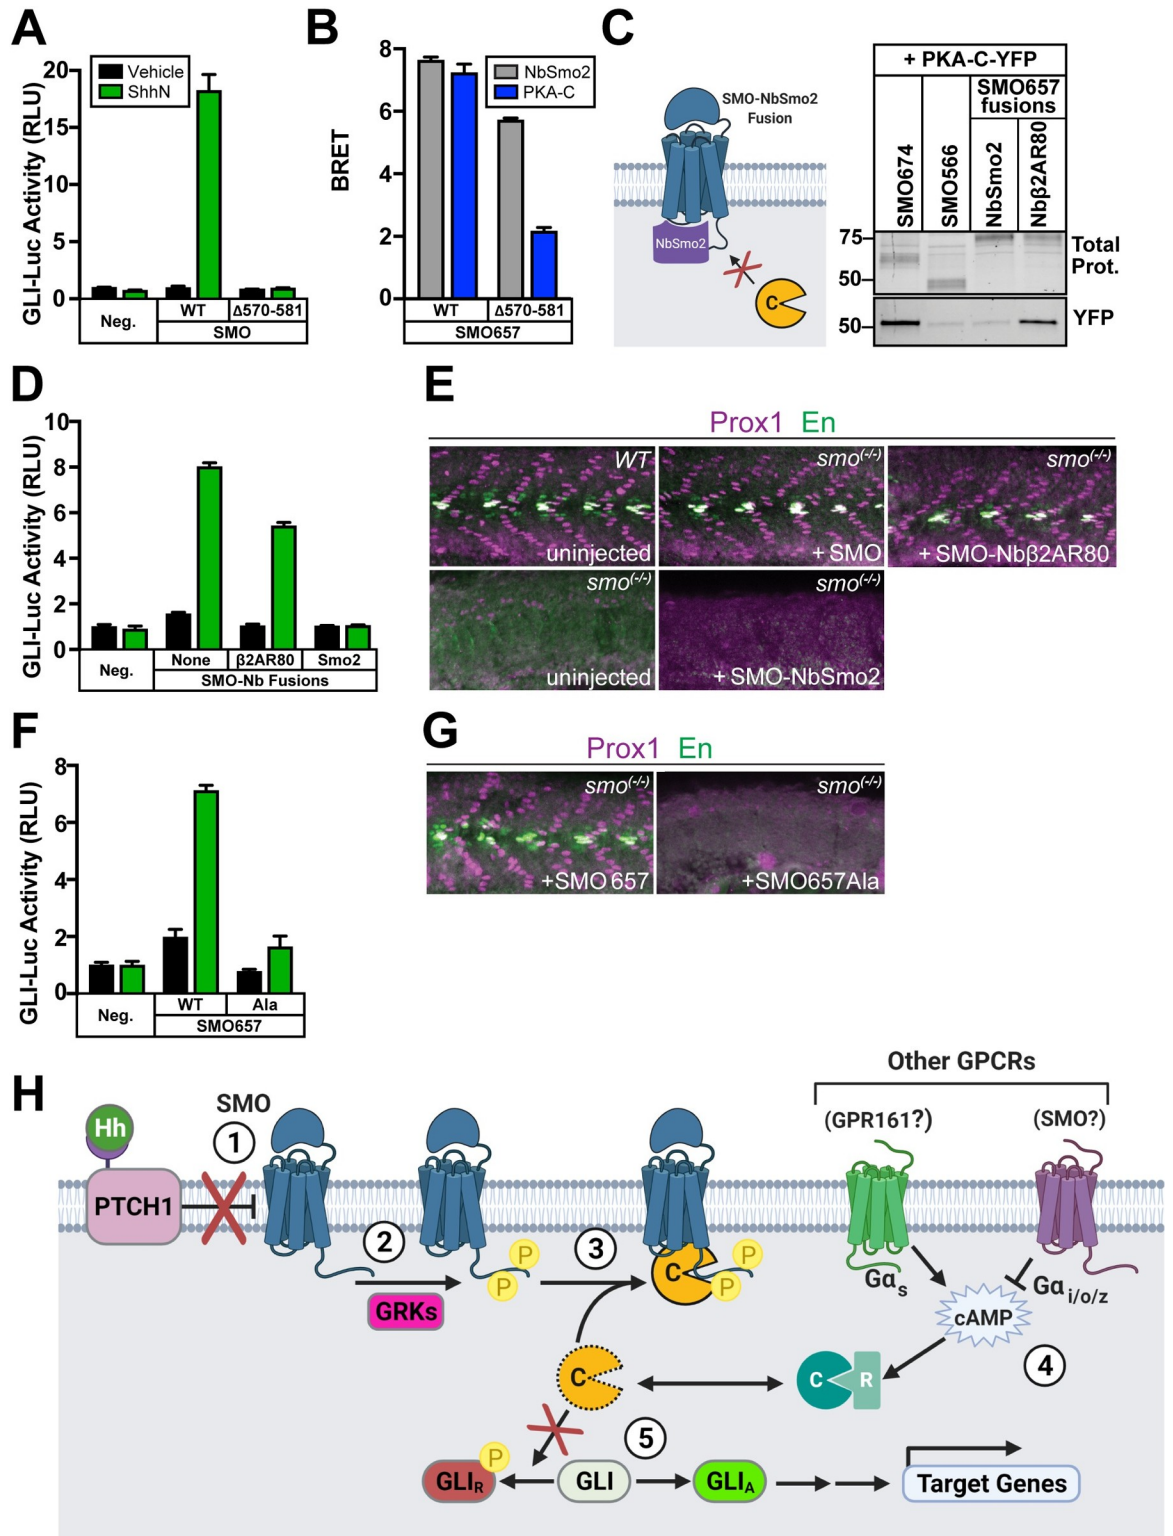 A
GLI-Luc Activity (RLU)
20
15
10
5
0
Vehicle
ShhN
Neg.
WT
Δ570-581
SMO
B
BRET
8
6
4
2
0
NbSmo2
PKA-C
WT
Δ570-581
SMO657
C
SMO-NbSmo2
Fusion
NbSmo2
C
+ PKA-C-YFP
SMO657
fusions
SMO674
SMO566
NbSmo2
Nbβ2AR80
75
50
Total
Prot.
50
YFP
D
GLI-Luc Activity (RLU)
10
8
6
4
2
0
Neg.
None
β2AR80
Smo2
SMO-Nb Fusions
E
Prox1 En
WT
uninjected
smo(-/-)
+ SMO
smo(-/-)
+ SMO-Nbβ2AR80
smo(-/-)
uninjected
smo(-/-)
+ SMO-NbSmo2
F
GLI-Luc Activity (RLU)
8
6
4
2
0
Neg.
WT
Ala
SMO657
G
Prox1 En
smo(-/-)
+SMO 657
smo(-/-)
+SMO657Ala
H
Other GPCRs
Hh
SMO
1
(GPR161?)
(SMO?)
PTCH1
2
3
P
P
C
P
P
GRKs
Gαs
Gαi/o/z
cAMP
4
C
C
R
5
P
GLIR
GLI
GLIA
Target Genes